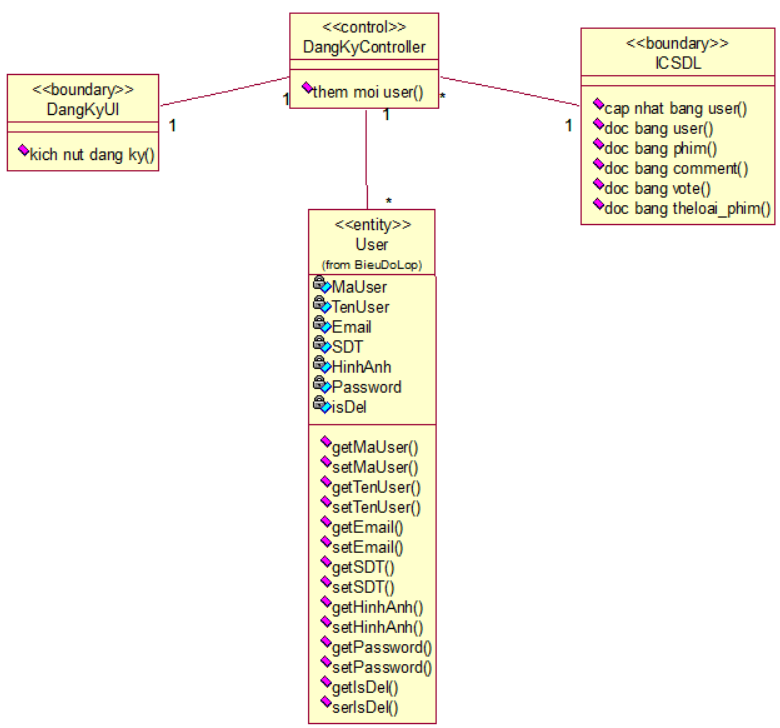 <<control>>
DangKyController
them moi user()
<<boundary>>
DangKyUI
kich nut dang ky()
<<boundary>>
ICSDL
cap nhat bang user()
doc bang user()
doc bang phim()
doc bang comment()
doc bang vote()
doc bang theloai_phim()
1
1
1
*
1
*
<<entity>>
User
(from BieuDoLop)
MaUser
TenUser
Email
SDT
HinhAnh
Password
isDel
getMaUser()
setMaUser()
getTenUser()
setTenUser()
getEmail()
setEmail()
getSDT()
setSDT()
getHinhAnh()
setHinhAnh()
getPassword()
setPassword()
getIsDel()
serIsDel()